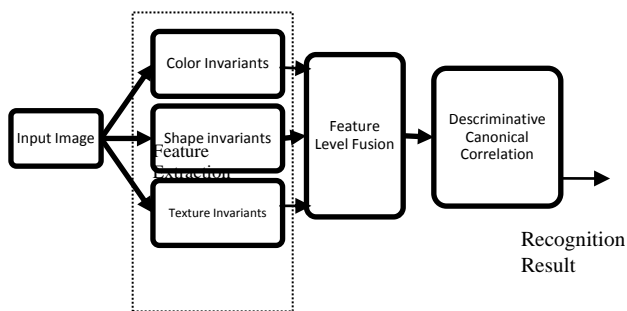 Color Invariants
Input Image
Shape invariants
Feature
Extraction
Texture Invariants
Feature
Level Fusion
Descriminative
Canonical
Correlation
Recognition
Result